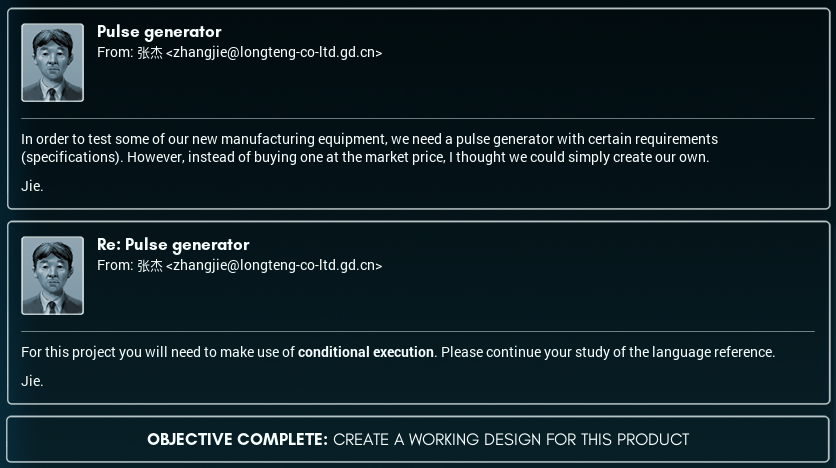 Pulse generator
From: 张杰 <zhangjie@longteng-co-ltd.gd.cn>
In order to test some of our new manufacturing equipment, we need a pulse generator with certain requirements
(specifications). However, instead of buying one at the market price, I thought we could simply create our own.
Jie.
Re: Pulse generator
From: 张杰 <zhangjie@longteng-co-ltd.gd.cn>
For this project you will need to make use of conditional execution. Please continue your study of the language reference.
Jie.
OBJECTIVE COMPLETE: CREATE A WORKING DESIGN FOR THIS PRODUCT